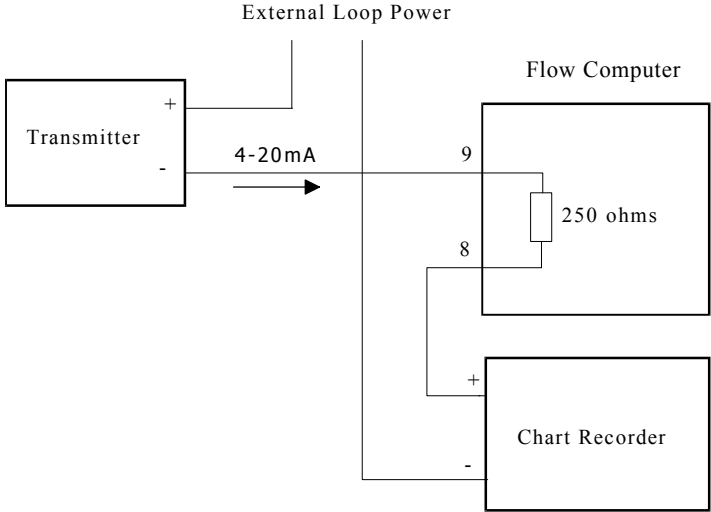 External Loop Power
Flow Computer
+
Transmitter
-
4-20mA
9
250 ohms
8
+
Chart Recorder
-